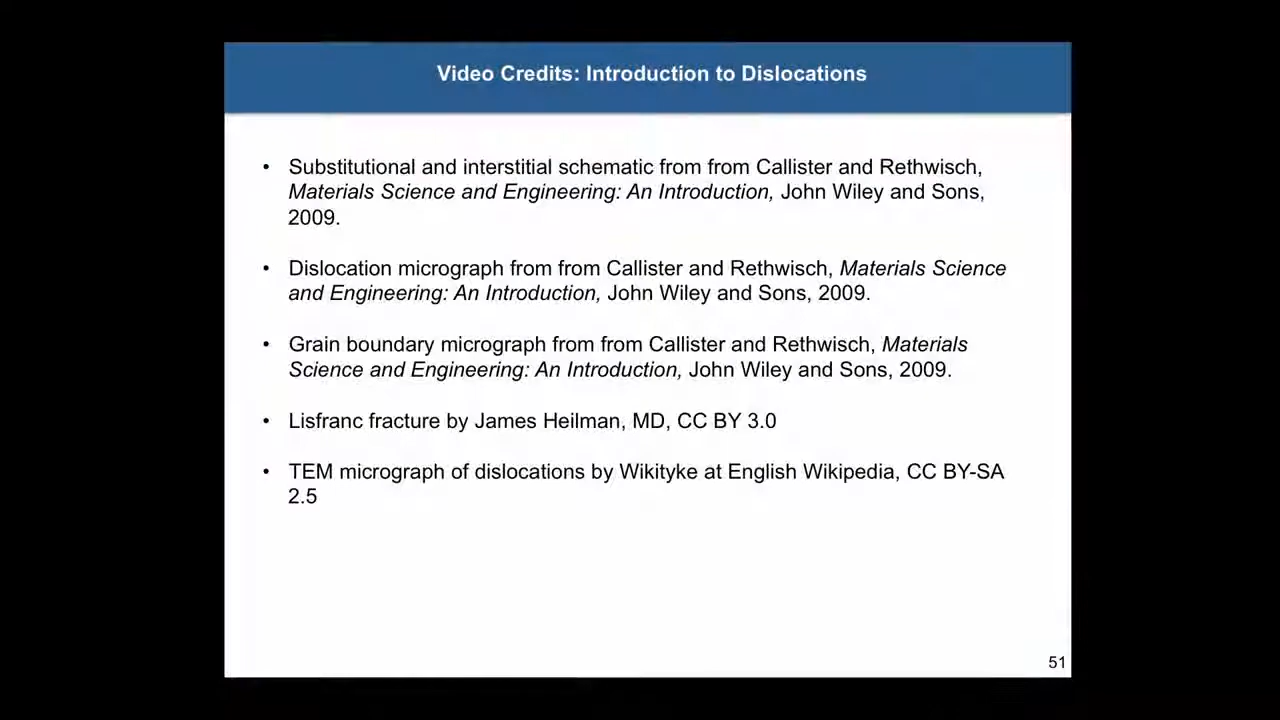 Video Credits: Introduction to Dislocations
• Substitutional and interstitial schematic from from Callister and Rethwisch,
Materials Science and Engineering: An Introduction, John Wiley and Sons,
2009.
• Dislocation micrograph from from Callister and Rethwisch, Materials Science
and Engineering: An Introduction, John Wiley and Sons, 2009.
• Grain boundary micrograph from from Callister and Rethwisch, Materials
Science and Engineering: An Introduction, John Wiley and Sons, 2009.
• Lisfranc fracture by James Heilman, MD, CC BY 3.0
• TEM micrograph of dislocations by Wikityke at English Wikipedia, CC BY-SA
2.5
51